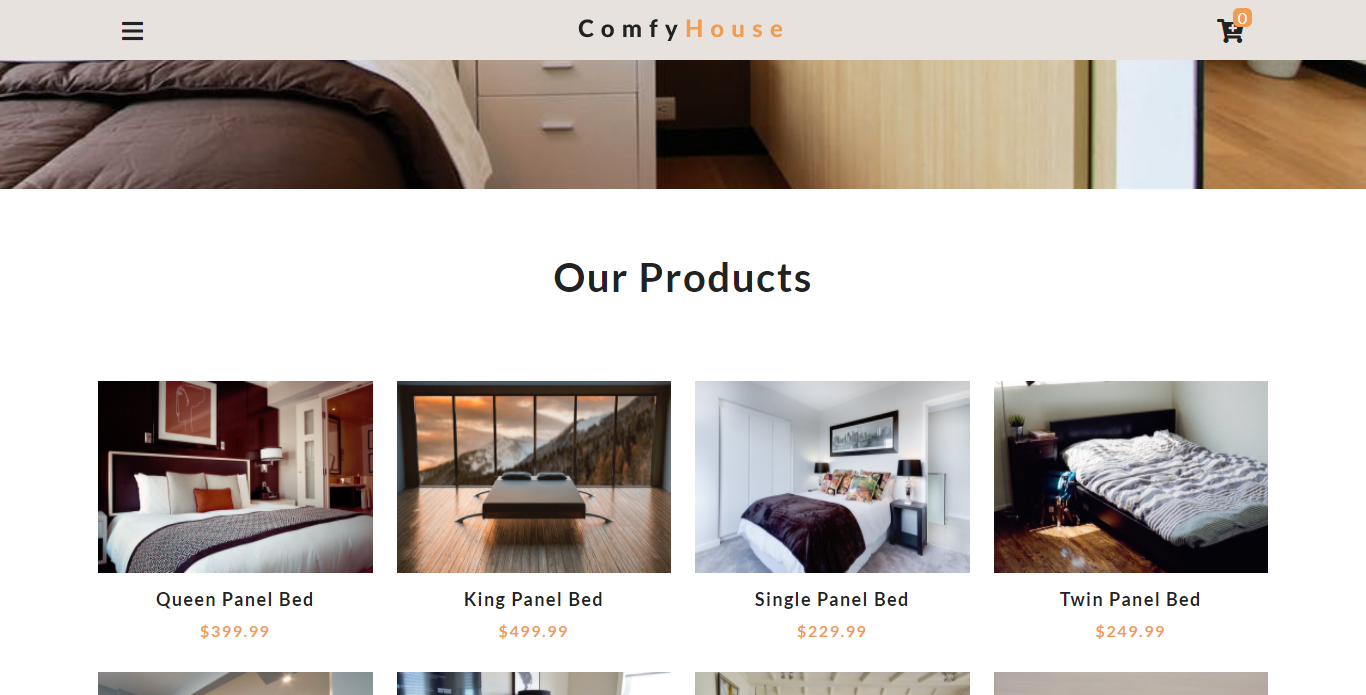 ComfyHouse
0
Our Products
Queen Panel Bed
$399.99
King Panel Bed
$499.99
Single Panel Bed
$229.99
Twin Panel Bed
$249.99